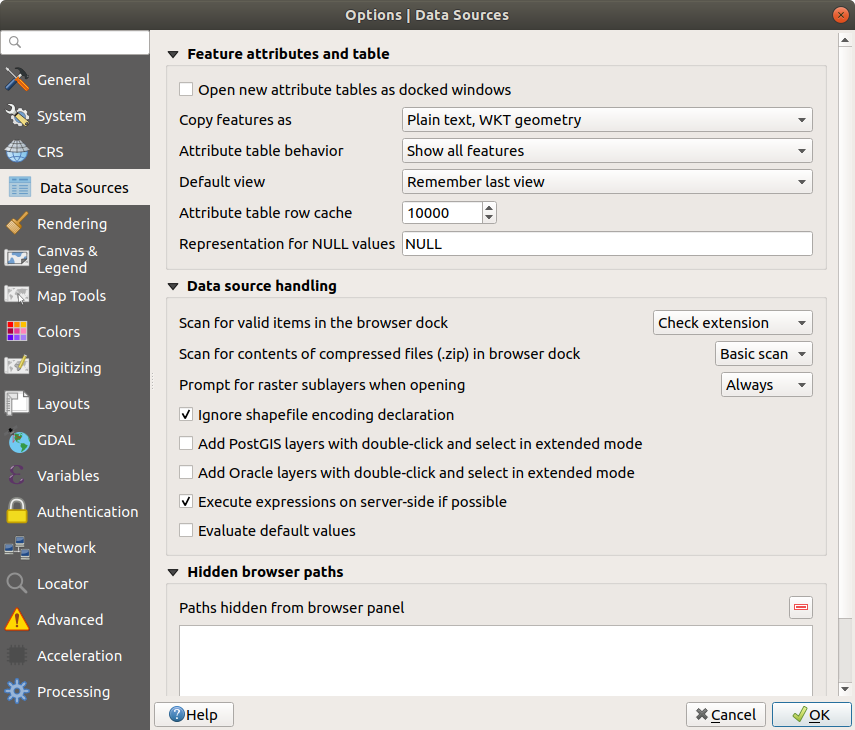 Options | Data Sources
General
System
CRS
Data Sources
Rendering
Canvas &
Legend
Map Tools
Colors
Digitizing
Layouts
GDAL
Variables
Authentication
Network
Locator
Advanced
Acceleration
Processing
Feature attributes and table
Open new attribute tables as docked windows
Copy features as Plain text, WKT geometry
Attribute table behavior Show all features
Default view Remember last view
Attribute table row cache 10000
Representation for NULL values NULL
Data source handling
Scan for valid items in the browser dock Check extension
Scan for contents of compressed files (.zip) in browser dock Basic scan
Prompt for raster sublayers when opening Always
Ignore shapefile encoding declaration
Add PostGIS layers with double-click and select in extended mode
Add Oracle layers with double-click and select in extended mode
Execute expressions on server-side if possible
Evaluate default values
Hidden browser paths
Paths hidden from browser panel
Help Cancel OK